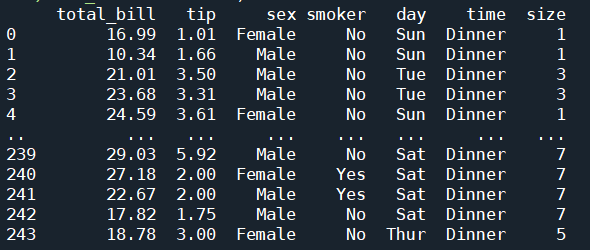 total_bill tip sex smoker day time size
0 16.99 1.01 Female No Sun Dinner 1
1 10.34 1.66 Male No Sun Dinner 1
2 21.01 3.50 Male No Tue Dinner 3
3 23.68 3.31 Male No Tue Dinner 3
4 24.59 3.61 Female No Sun Dinner 1
.. ... ... ... ... ... ... ...
239 29.03 5.92 Male No Sat Dinner 7
240 27.18 2.00 Female Yes Sat Dinner 7
241 22.67 2.00 Male Yes Sat Dinner 7
242 17.82 1.75 Male No Sat Dinner 7
243 18.78 3.00 Female No Thur Dinner 5